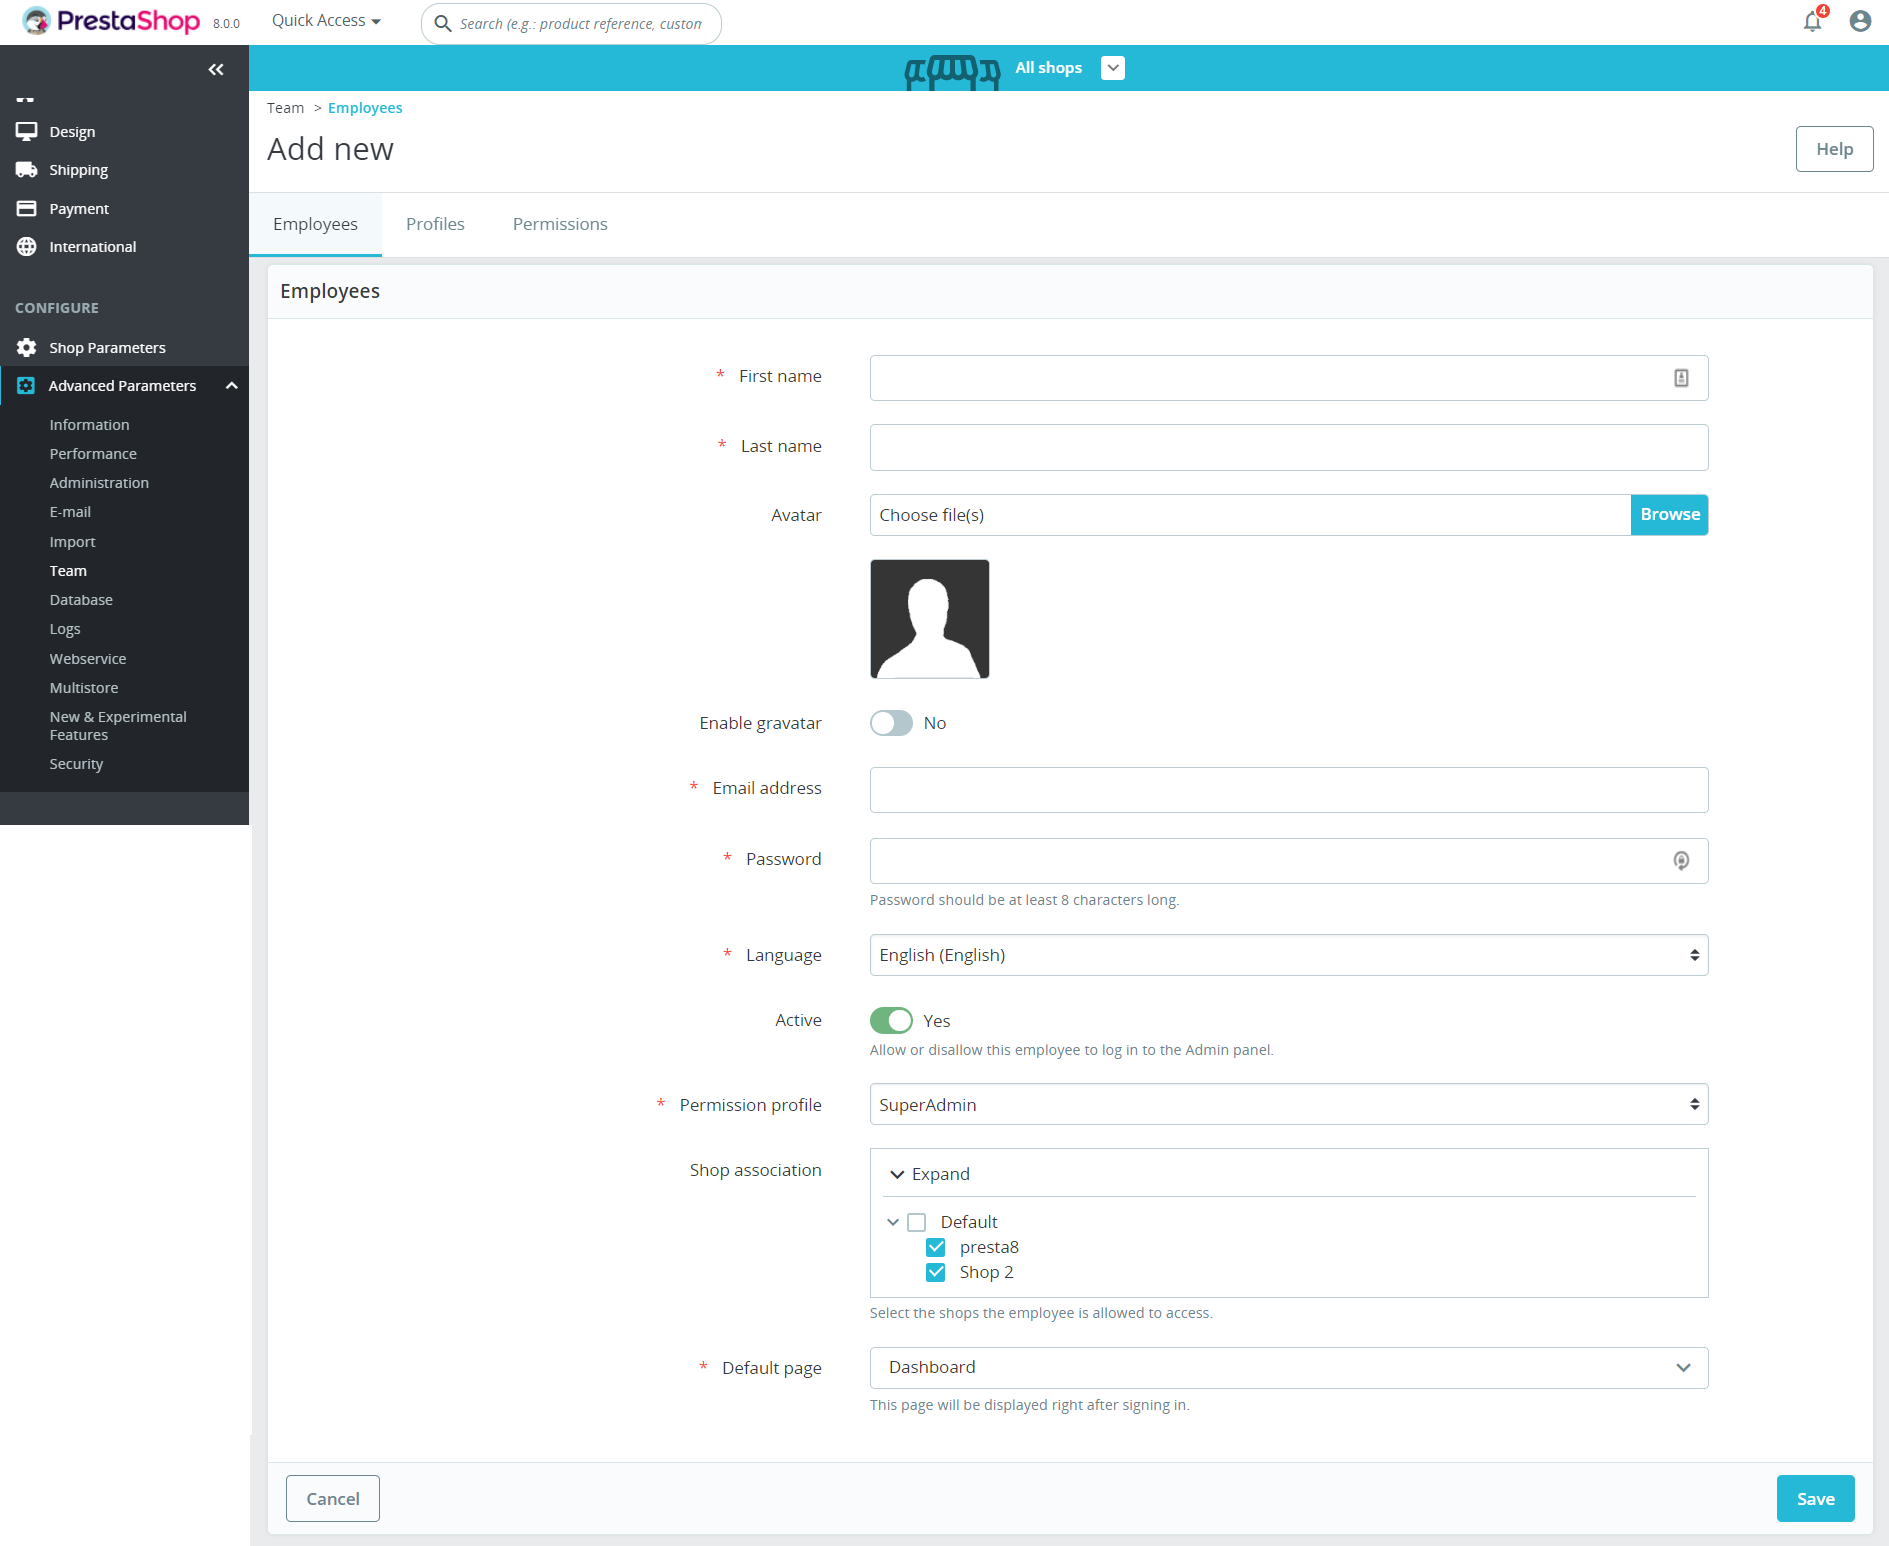 PrestaShop 8.0.0 Quick Access Search (e.g.: product reference, custom 4
All shops
Team > Employees
Add new
Help
Design
Shipping
Payment
International
CONFIGURE
Shop Parameters
Advanced Parameters
Information
Performance
Administration
E-mail
Import
Team
Database
Logs
Webservice
Multistore
New & Experimental
Features
Security
Employees Profiles Permissions
Employees
* First name
* Last name
Avatar Choose file(s) Browse
Enable gravatar No
* Email address
* Password
Password should be at least 8 characters long.
* Language English (English)
Active Yes
Allow or disallow this employee to log in to the Admin panel.
* Permission profile SuperAdmin
Shop association Expand
Default
presta8
Shop 2
Select the shops the employee is allowed to access.
* Default page Dashboard
This page will be displayed right after signing in.
Cancel Save